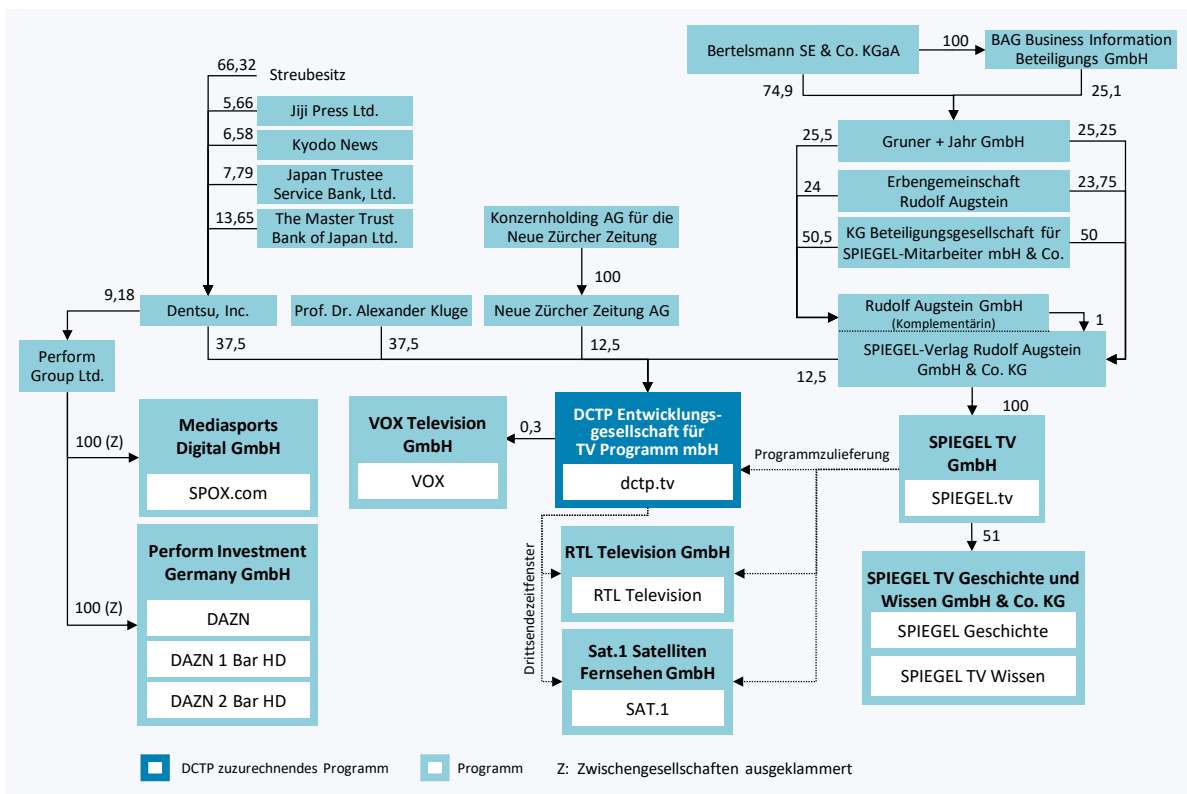 66,32
Streubesitz
5,66
Jiji Press Ltd.
6,58
Kyodo News
7,79
Japan Trustee
Service Bank, Ltd.
13,65
The Master Trust
Bank of Japan Ltd.
Bertelsmann SE & Co. KGaA
100
BAG Business Information
Beteiligungs GmbH
74,9
25,1
25,5
Gruner + Jahr GmbH
25,25
24
Erbengemeinschaft
Rudolf Augstein
23,75
50,5
KG Beteiligungsgesellschaft für
SPIEGEL-Mitarbeiter mbH & Co.
50
Konzernholding AG für die
Neue Zürcher Zeitung
100
9,18
Dentsu, Inc.
Prof. Dr. Alexander Kluge
Neue Zürcher Zeitung AG
Rudolf Augstein GmbH
(Komplementärin)
1
SPIEGEL-Verlag Rudolf Augstein
GmbH & Co. KG
37,5
37,5
12,5
12,5
100
Perform
Group Ltd.
100 (Z)
Mediasports
Digital GmbH
SPOX.com
100 (Z)
Perform Investment
Germany GmbH
DAZN
DAZN 1 Bar HD
DAZN 2 Bar HD
VOX Television
GmbH
VOX
0,3
DCTP Entwicklungs-
gesellschaft für
TV Programm mbH
dctp.tv
Programmzulieferung
SPIEGEL TV
GmbH
SPIEGEL.tv
51
Drittsendezeitfenster
RTL Television GmbH
RTL Television
Sat.1 Satelliten
Fernsehen GmbH
SAT.1
SPIEGEL TV Geschichte und
Wissen GmbH & Co. KG
SPIEGEL Geschichte
SPIEGEL TV Wissen
DCTP zuzurechnendes Programm
Programm
Z: Zwischengesellschaften ausgeklammert